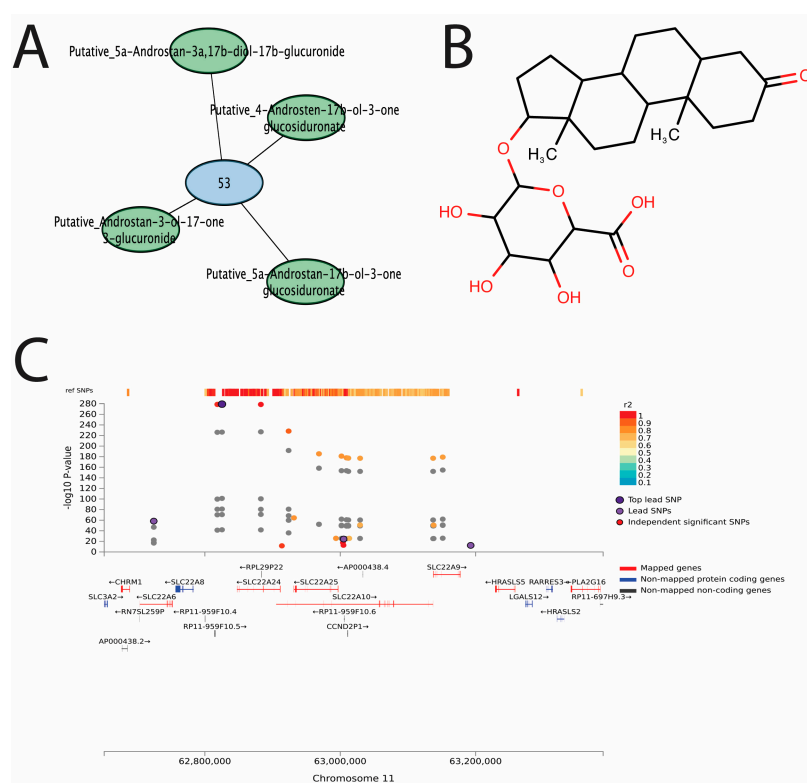 A
Putative_5a-Androstan-3a,17b-diol-17b-glucuronide
Putative_4-Androsten-17b-ol-3-one
glucosiduronate
53
Putative_Androstan-3-ol-17-one
3-glucuronide
Putative_5a-Androstan-17b-ol-3-one
glucosiduronate
B
O
H3C
H3C
O
O
HO
OH
O
HO
OH
C
ref SNPs
280
260
240
220
200
180
160
140
120
100
80
60
40
20
0
-log10 P-value
r2
1
0.9
0.8
0.7
0.6
0.5
0.4
0.3
0.2
0.1
Top lead SNP
Lead SNPs
Independent significant SNPs
←RPL29P22
←AP000438.4
SLC22A9→
←CHRM1
←SLC22A8
←SLC22A24
←SLC22A25
←HRASLS5
RARRES3→
←PLA2G16
SLC3A2→
←SLC22A6
SLC22A10→
LGALS12→
RP11-697H9.3→
←RN7SL259P
←RP11-959F10.4
←RP11-959F10.6
←HRASLS2
RP11-959F10.5→
CCND2P1→
AP000438.2→
Mapped genes
Non-mapped protein coding genes
Non-mapped non-coding genes
62,800,000
63,000,000
63,200,000
Chromosome 11